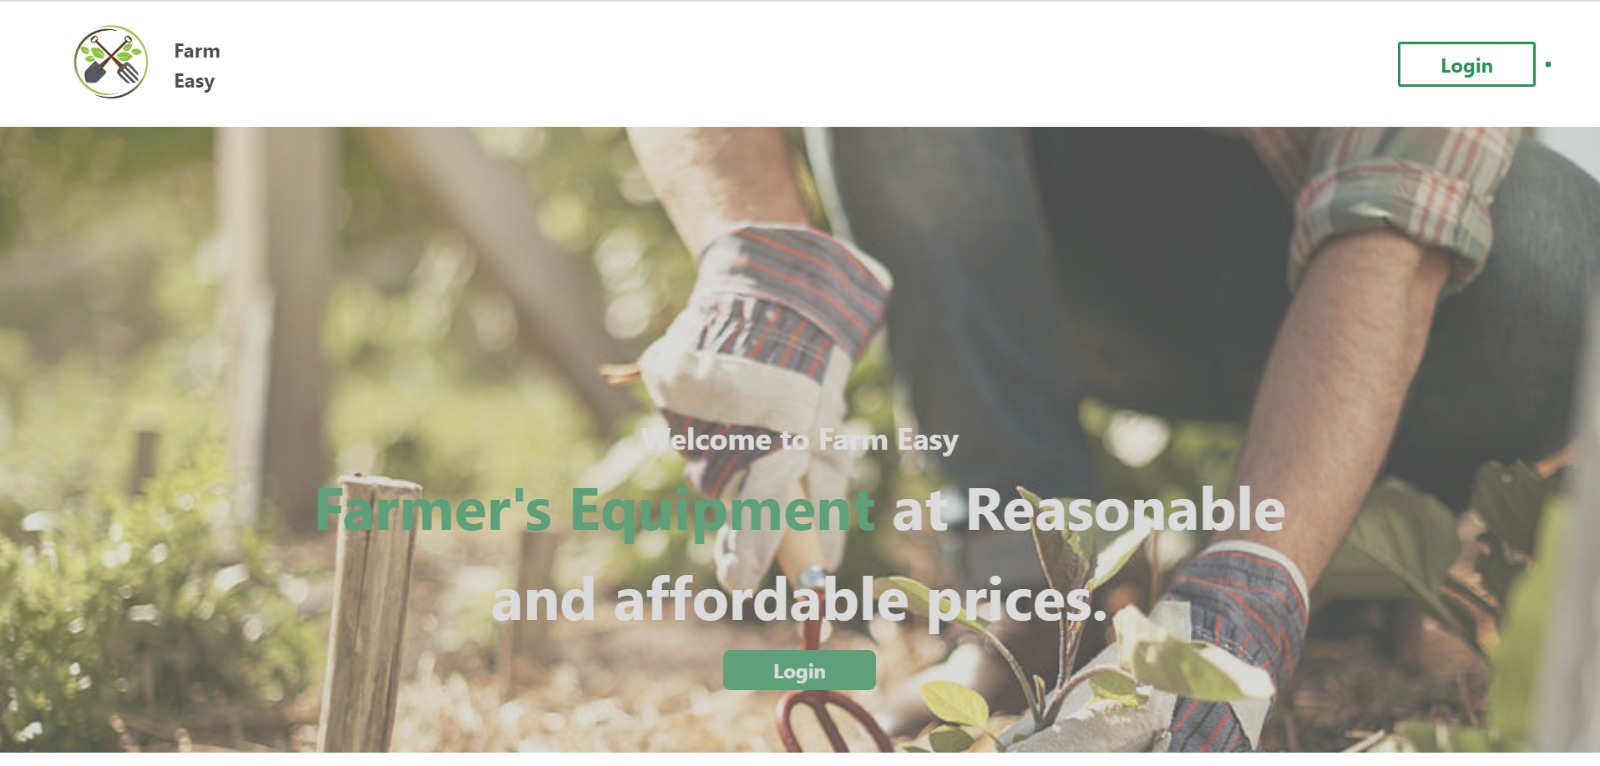 Farm
Easy
Login
Welcome to Farm Easy
Farmer's Equipment at Reasonable
and affordable prices.
Login